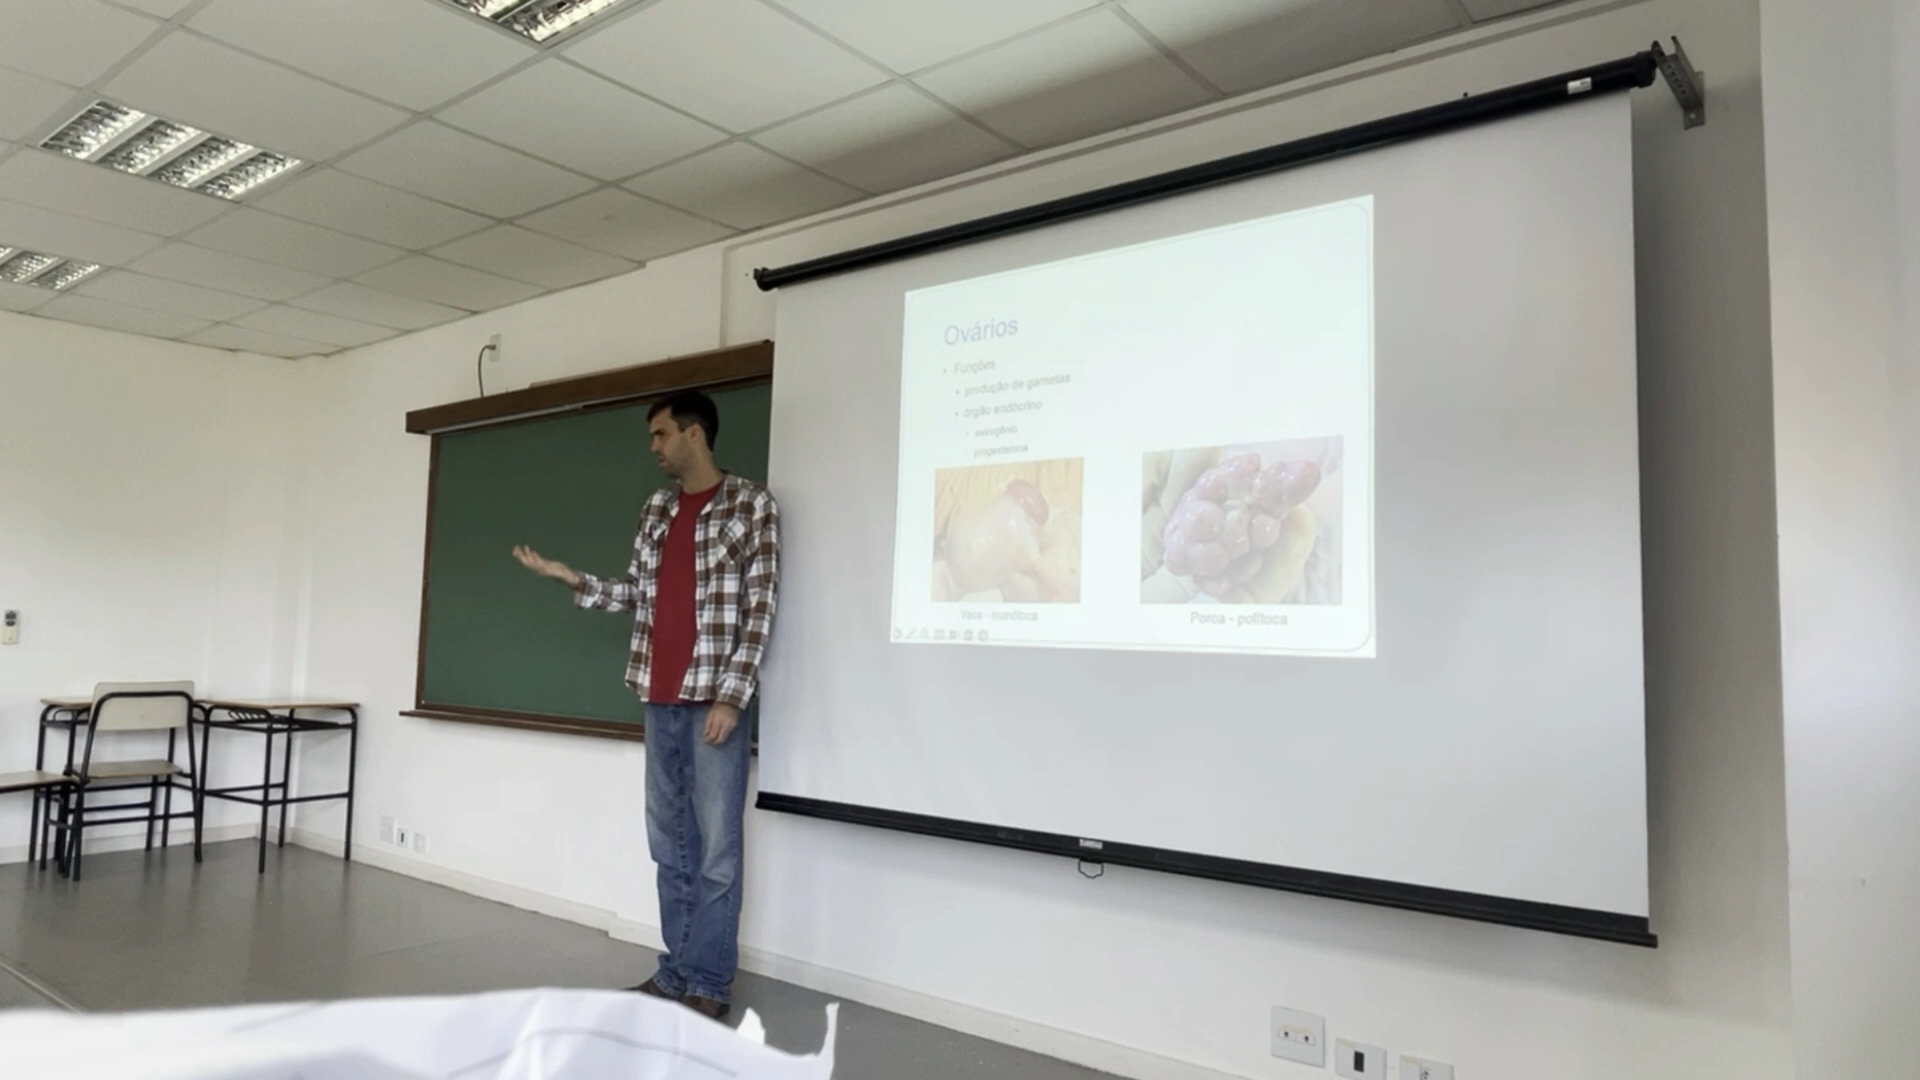 Ovários
• Funções
• produção de gametas
• órgão endócrino
estrogênio
progesterona
Vaca - monótoca
Porca - polítoca